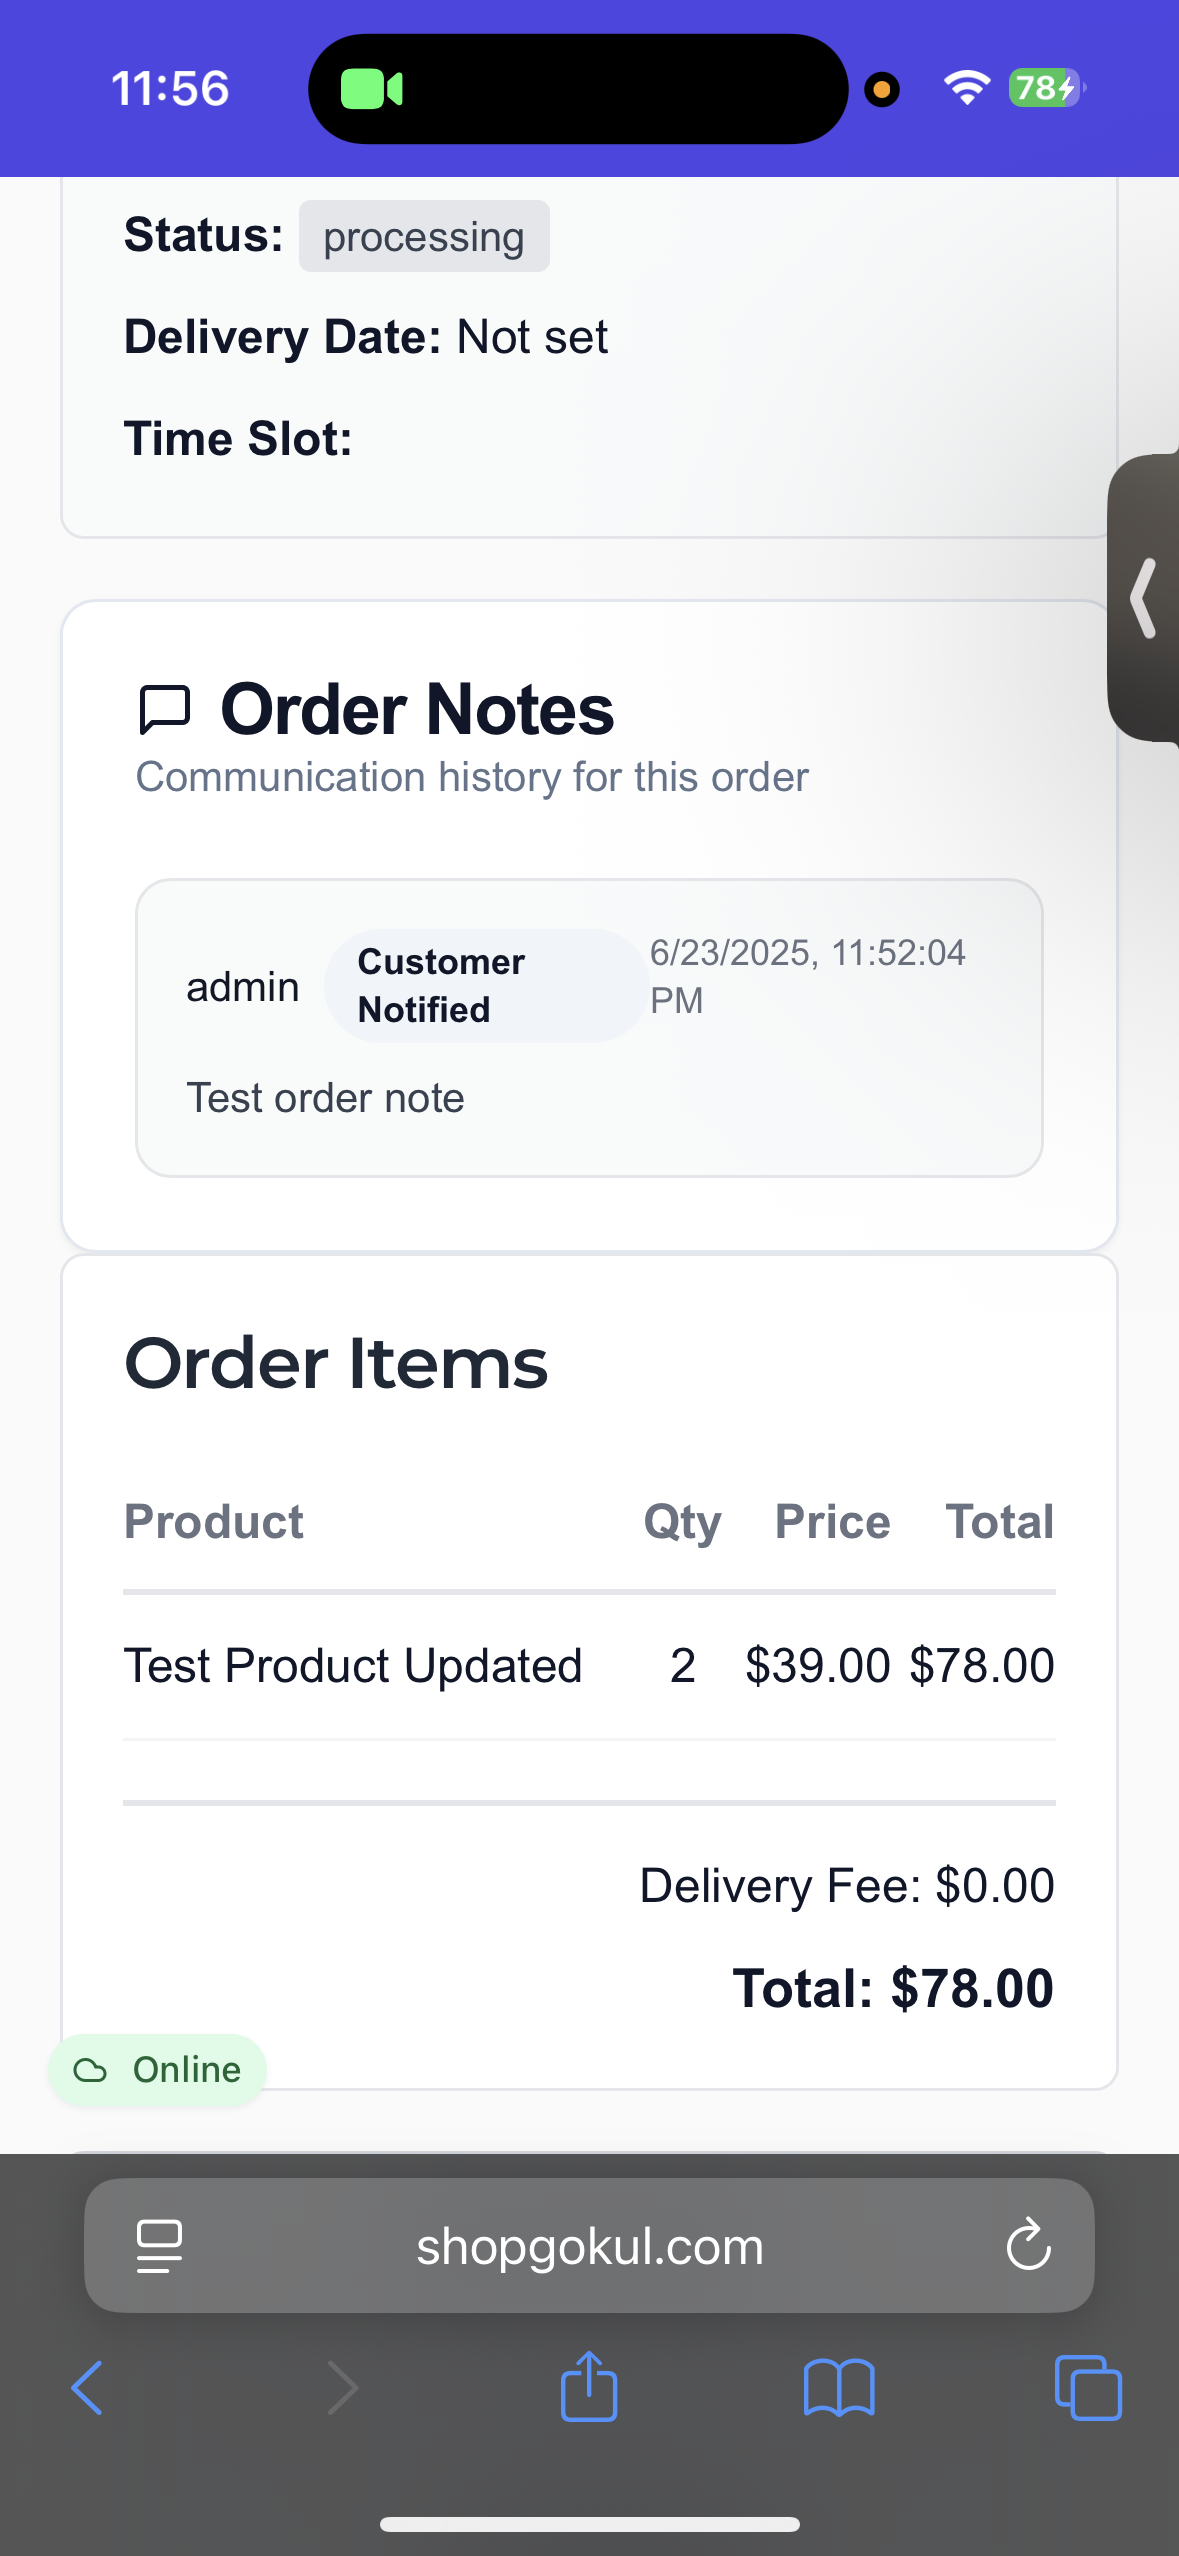 11:56
78
Status: processing
Delivery Date: Not set
Time Slot:
Order Notes
Communication history for this order
admin
Customer
Notified
6/23/2025, 11:52:04
PM
Test order note
Order Items
Product Qty Price Total
Test Product Updated 2 $39.00 $78.00
Delivery Fee: $0.00
Total: $78.00
Online
shopgokul.com